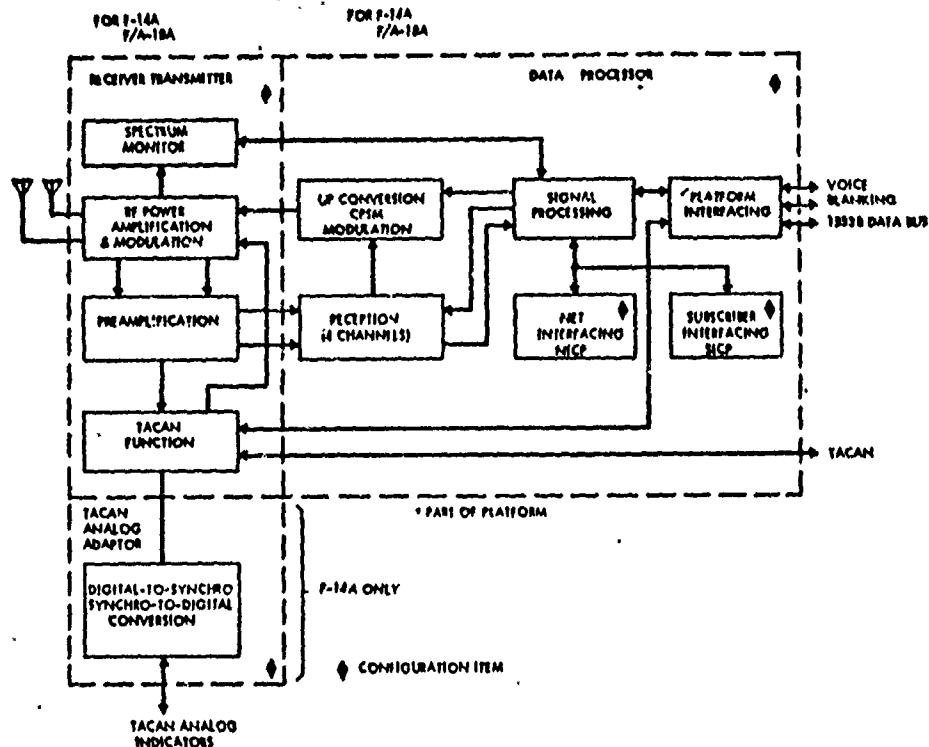 FOR F-14A
F/A-18A
FOR F-14A
F/A-18A
RECEIVER TRANSMITTER
DATA PROCESSOR
SPECTRUM
MONITOR
RF POWER
AMPLIFICATION
& MODULATION
UP CONVERSION
CPSM
MODULATION
SIGNAL
PROCESSING
PLATFORM
INTERFACING
VOICE
BLANKING
1553B DATA BUS
PREAMPLIFICATION
RECEPTION
CHANNELS)
NET
INTERFACING
NICP
SUBSCRIBER
INTERFACING
SICP
TACAN
FUNCTION
TACAN
TACAN
ANALOG
ADAPTOR
* PART OF PLATFORM
DIGITAL-TO-SYNCHRO
SYNCHRO-TO-DIGITAL
CONVERSION
F-14A ONLY
CONFIGURATION ITEM
TACAN ANALOG
INDICATORS